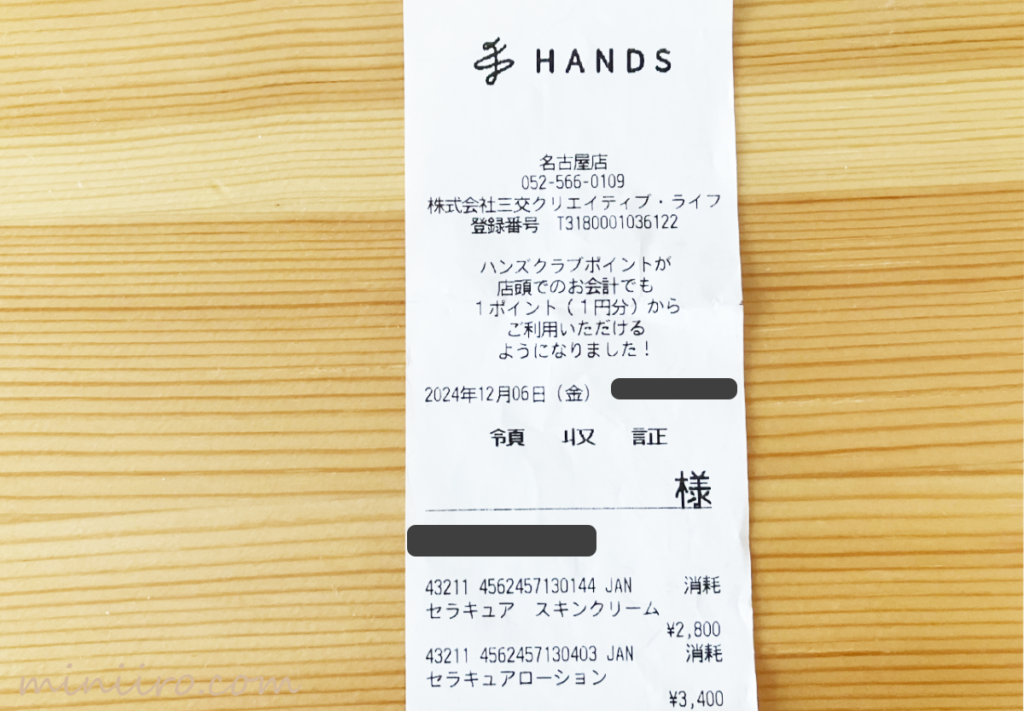 HANDS
名古屋店
052-566-0109
株式会社三交クリエイティブ・ライフ
登録番号 T3180001036122
ハンズクラブポイントが
店頭でのお会計でも
1ポイント(1円分)から
ご利用いただける
ようになりました!
2024年12月06日(金)
領 収 証
様
43211 4562457130144 JAN 消耗
セラキュア スキンクリーム
¥2,800
43211 4562457130403 JAN 消耗
セラキュアローション
¥3,400
miniiro.com